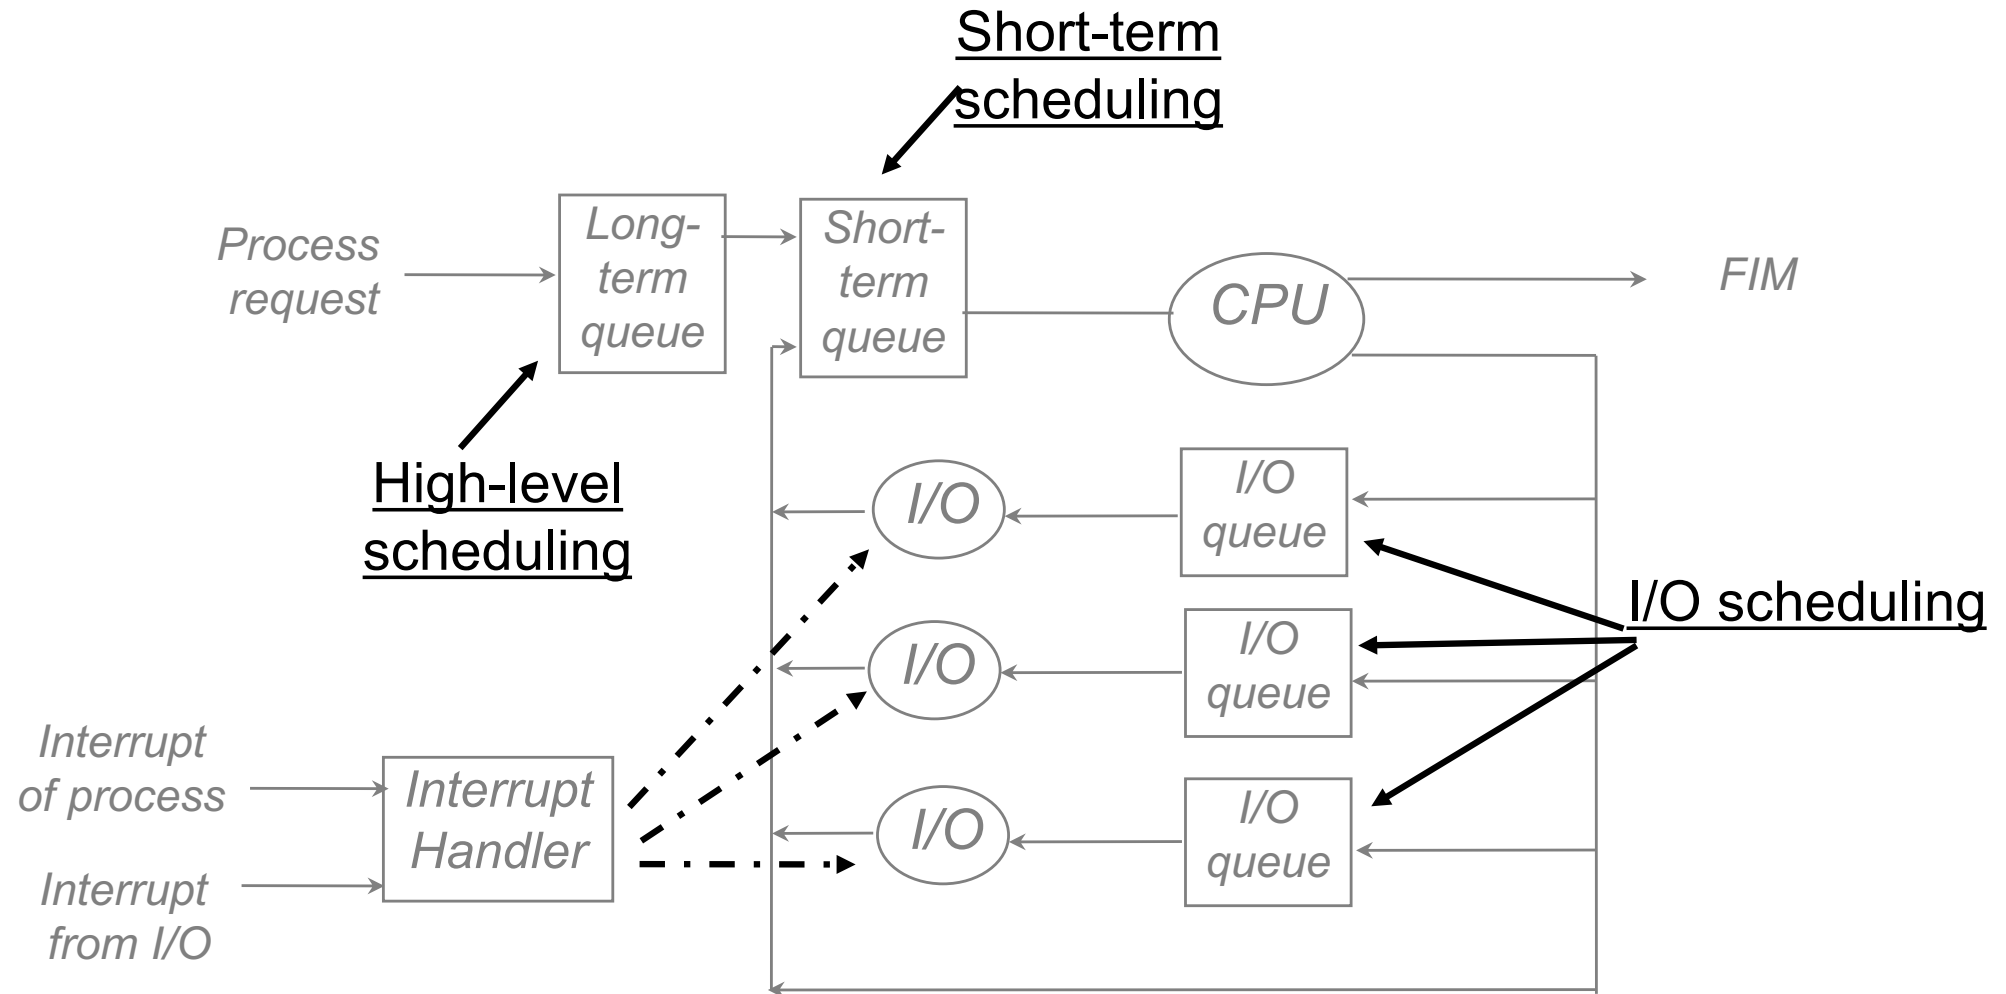 Short-term
scheduling
Process
request
Long-
term
queue
Short-
term
queue
CPU
FIM
High-level
scheduling
I/O
I/O
queue
I/O scheduling
I/O
I/O
queue
Interrupt
of process
Interrupt
Handler
I/O
I/O
queue
Interrupt
from I/O